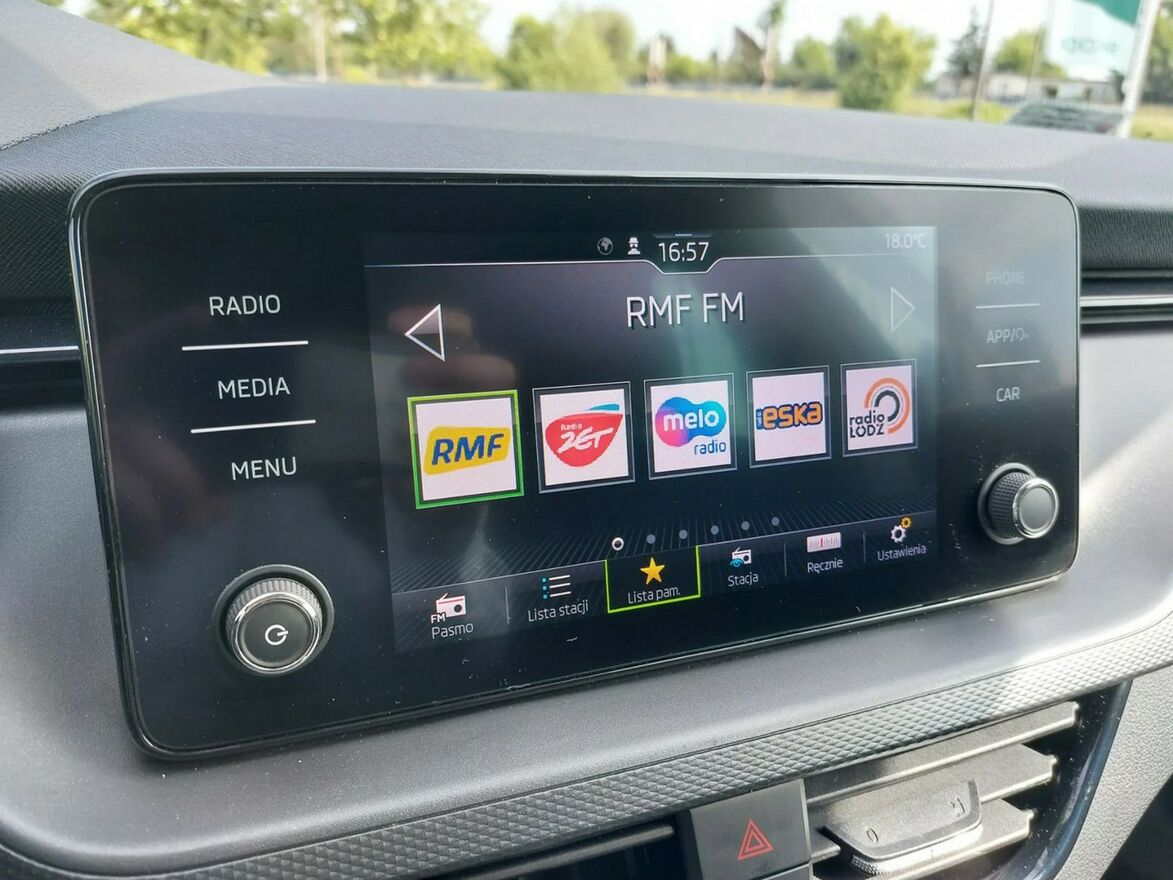 16:57
18.0°C
RADIO
MEDIA
MENU
RMF FM
PHONE
APP/
CAR
RMF
Radio
ZET
melo
radio
ESKA
radio
ŁÓDŹ
FM
Pasmo
Lista stacji
Lista pam.
Stacja
Ręcznie
Ustawienia
0